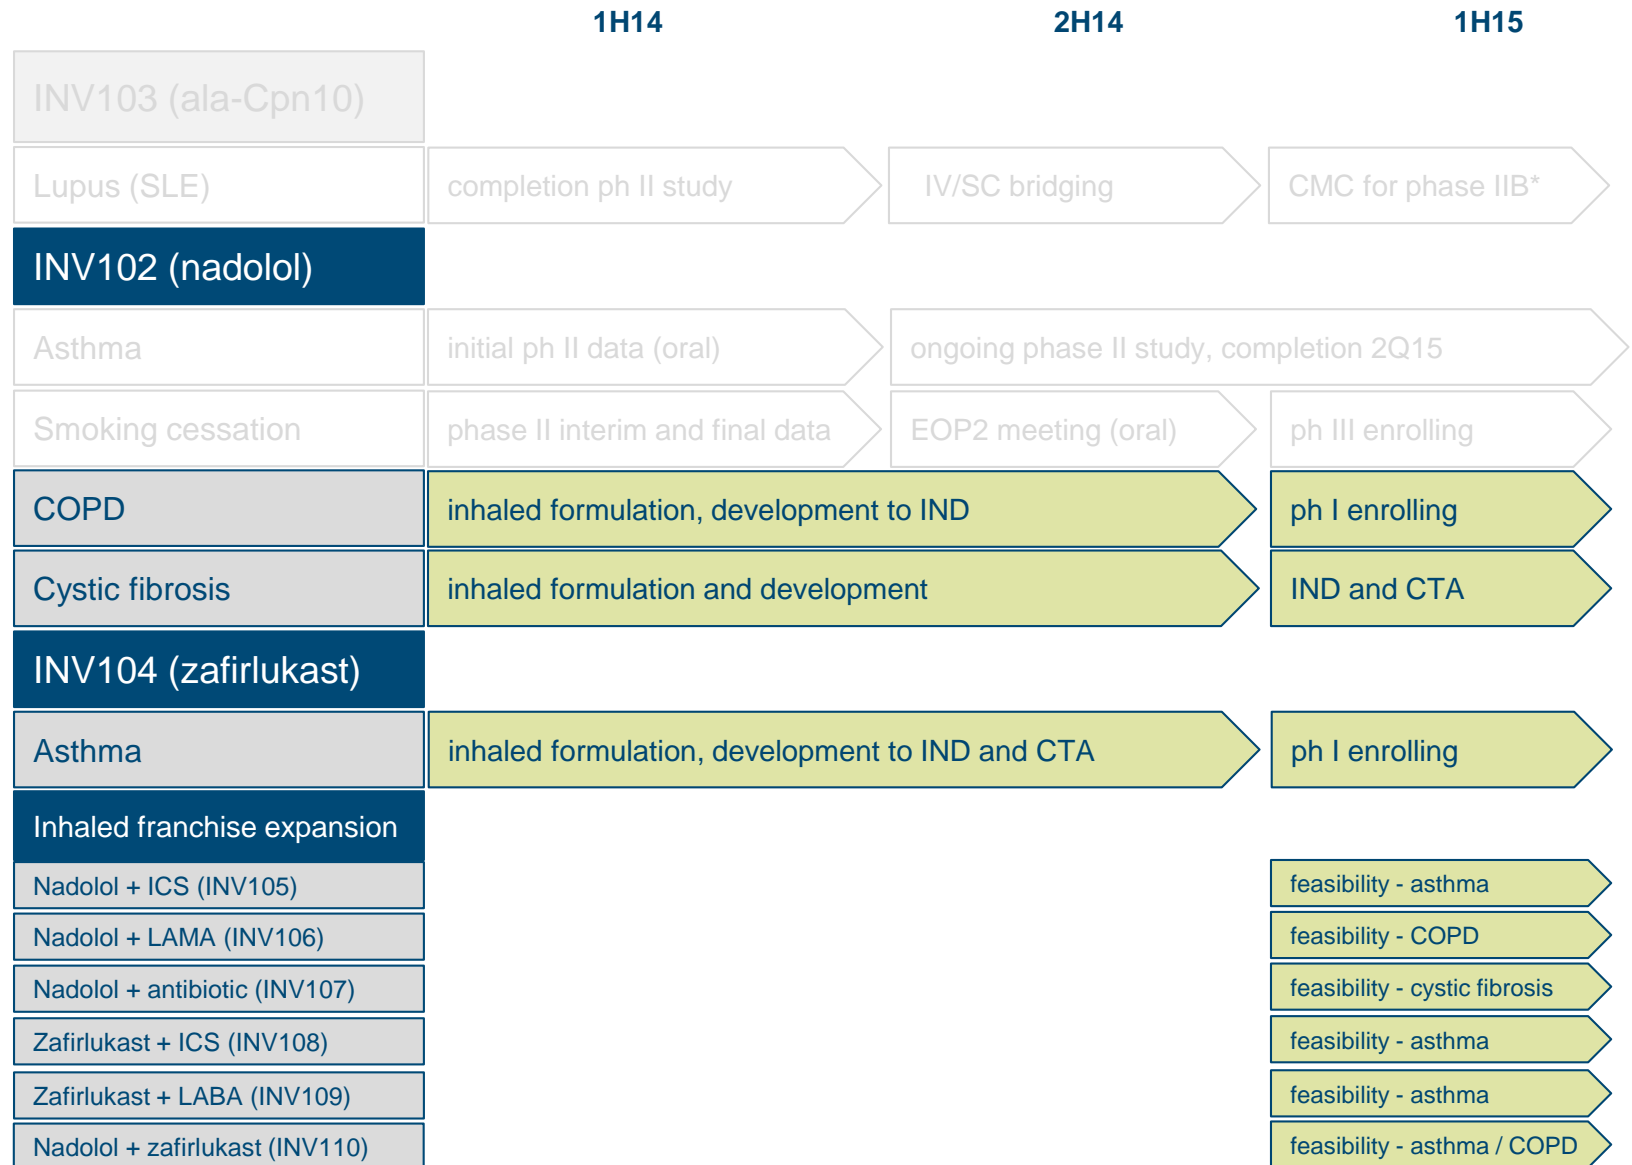 1H14 2H14 1H15
INV103 (ala-Cpn10)
Lupus (SLE) completion ph II study IV/SC bridging CMC for phase IIB*
INV102 (nadolol)
Asthma initial ph II data (oral) ongoing phase II study, completion 2Q15
Smoking cessation phase II interim and final data EOP2 meeting (oral) ph III enrolling
COPD inhaled formulation, development to IND ph I enrolling
Cystic fibrosis inhaled formulation and development IND and CTA
INV104 (zafirlukast)
Asthma inhaled formulation, development to IND and CTA ph I enrolling
Inhaled franchise expansion
Nadolol + ICS (INV105) feasibility - asthma
Nadolol + LAMA (INV106) feasibility - COPD
Nadolol + antibiotic (INV107) feasibility - cystic fibrosis
Zafirlukast + ICS (INV108) feasibility - asthma
Zafirlukast + LABA (INV109) feasibility - asthma
Nadolol + zafirlukast (INV110) feasibility - asthma / COPD